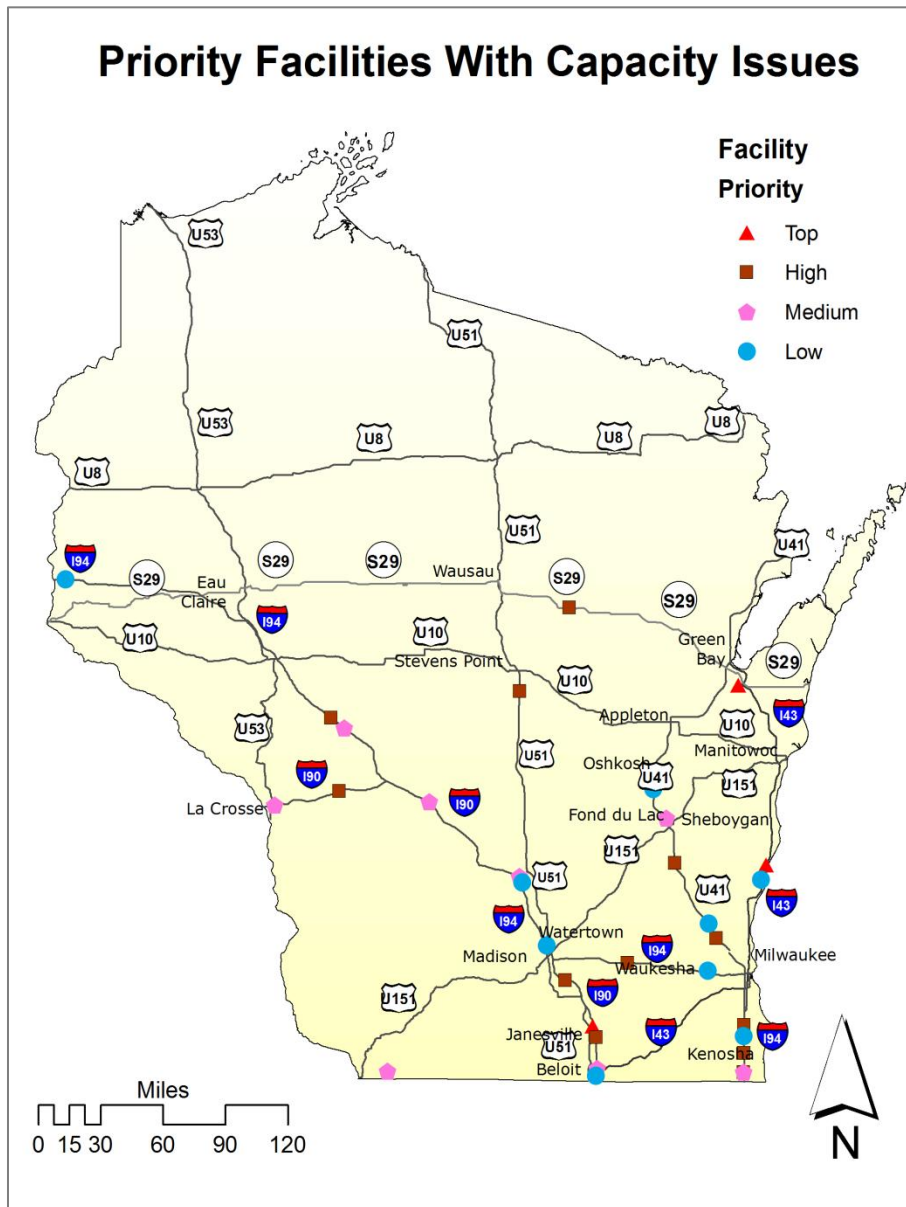 Priority Facilities With Capacity Issues
Facility
Priority
Top
High
Medium
Low
U53
U51
U53
U8
U8
U8
U8
U51
U41
I94
S29
S29
S29
Wausau
S29
S29
Eau
Claire
I94
U10
U10
Stevens Point
Green
Bay
S29
U10
Appleton
I43
U10
Manitowoc
U53
U51
Oshkosh
U41
U151
I90
I90
La Crosse
Fond du Lac
Sheboygan
U151
U51
U41
I43
I94
Watertown
Madison
I94
Waukesha
Milwaukee
U151
I90
Janesville
U51
I43
I94
Kenosha
Beloit
Miles
0 15 30 60 90 120
N